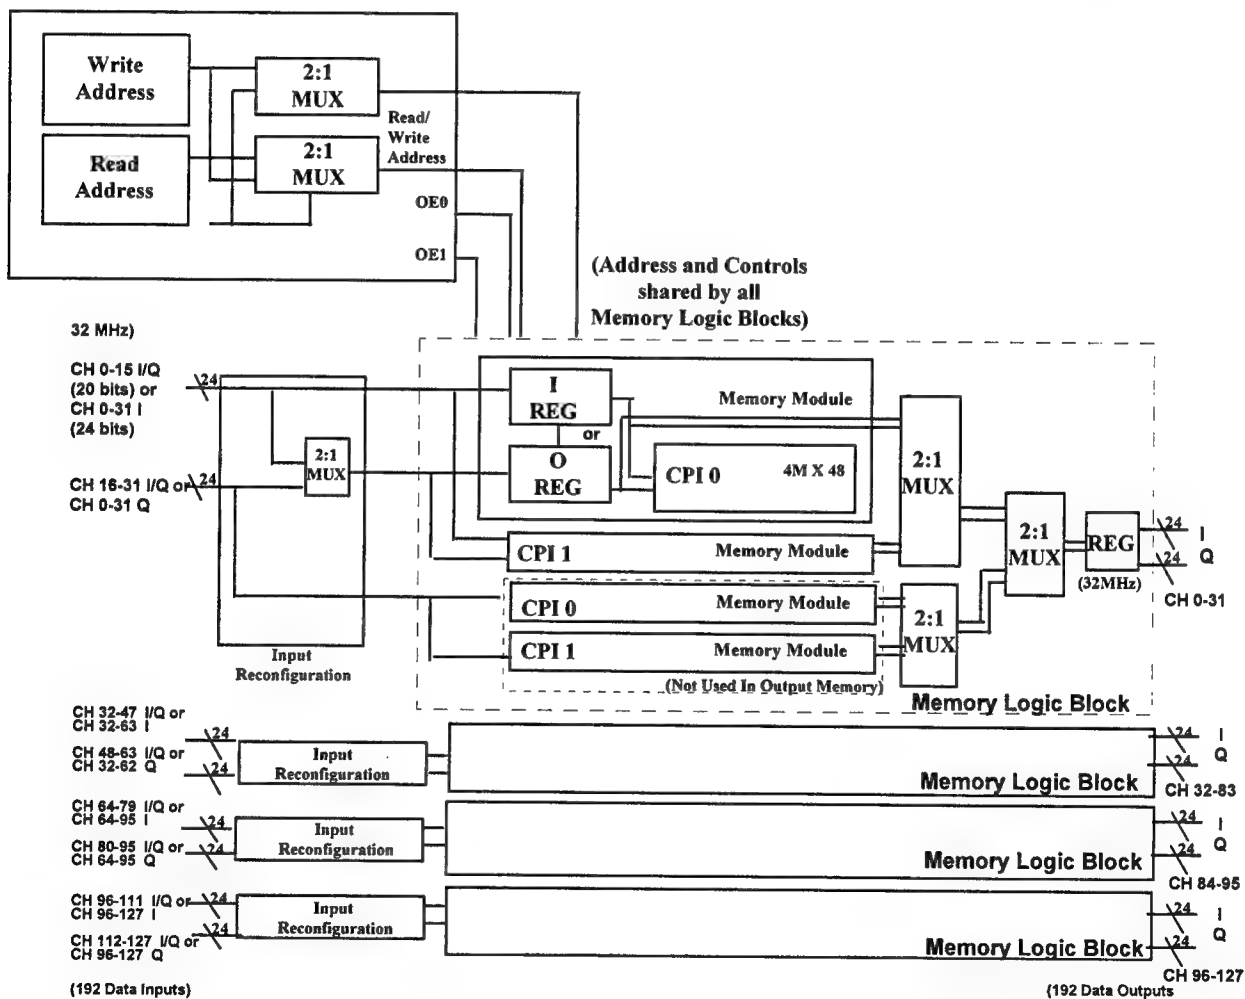 Write
Address
2:1
MUX
Read/
Write
Address
Read
Address
2:1
MUX
OE0
OE1
(Address and Controls
shared by all
Memory Logic Blocks)
32 MHz)
CH 0-15 I/Q
(20 bits) or
CH 0-31 I
(24 bits)
24
CH 16-31 I/Q or
CH 0-31 Q
24
2:1
MUX
Input
Reconfiguration
I
REG
or
O
REG
Memory Module
CPI 0
4M X 48
CPI 1
Memory Module
CPI 0
Memory Module
CPI 1
Memory Module
(Not Used In Output Memory)
2:1
MUX
2:1
MUX
2:1
MUX
REG
(32MHz)
24
I
24
Q
CH 0-31
Memory Logic Block
CH 32-47 I/Q or
CH 32-63 I
24
CH 48-63 I/Q or
CH 32-62 Q
24
Input
Reconfiguration
Memory Logic Block
24
I
24
Q
CH 32-83
CH 64-79 I/Q or
CH 64-95 I
24
CH 80-95 I/Q or
CH 64-95 Q
24
Input
Reconfiguration
Memory Logic Block
24
I
24
Q
CH 84-95
CH 96-111 I/Q or
CH 96-127 I
24
CH 112-127 I/Q or
CH 96-127 Q
24
Input
Reconfiguration
Memory Logic Block
24
I
24
Q
CH 96-127
(192 Data Inputs)
(192 Data Outputs